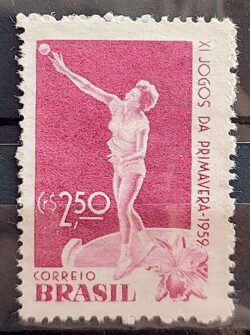 XI JOGOS DA PRIMAVERA-1959
Cr$2,50
CORREIO
BRASIL